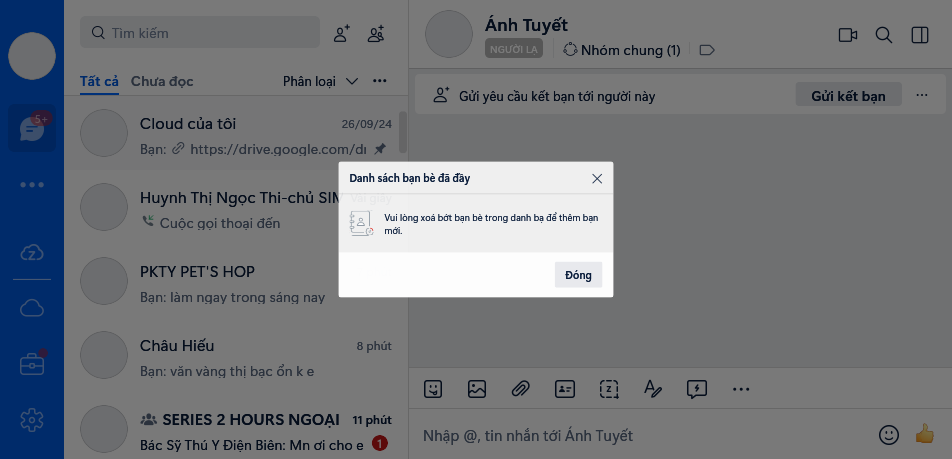 Tìm kiếm
Tất cả
Chưa đọc
Phân loại
5+
Cloud của tôi
26/09/24
Bạn: https://drive.google.com/dr
Huynh Thị Ngọc Thi-chủ SIM
vài giây
Cuộc gọi thoại đến
PKTY PET'S HOP
Bạn: làm ngay trong sáng nay
Châu Hiếu
8 phút
Bạn: văn vàng thị bạc ổn k e
SERIES 2 HOURS NGOẠI
11 phút
Bác Sỹ Thú Y Điện Biên: Mn ơi cho e
1
Ánh Tuyết
NGƯỜI LẠ
Nhóm chung (1)
Gửi yêu cầu kết bạn tới người này
Gửi kết bạn
Danh sách bạn bè đã đầy
Vui lòng xoá bớt bạn bè trong danh bạ để thêm bạn
mới.
Đóng
Nhập @, tin nhắn tới Ánh Tuyết